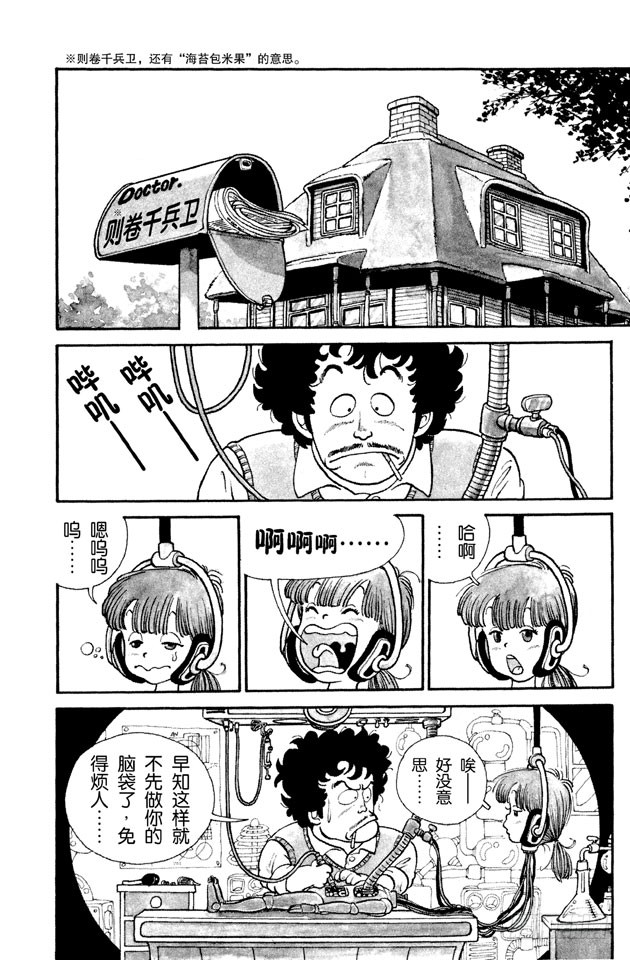 ※则卷千兵卫，还有“海苔包米果”的意思。
Doctor.
※则卷千兵卫
哔叽——
哔叽——
哈啊
……
啊啊啊……
嗯呜呜
呜……
唉——
好没意
思……
早知这样就
不先做你的
脑袋了，免
得烦人……